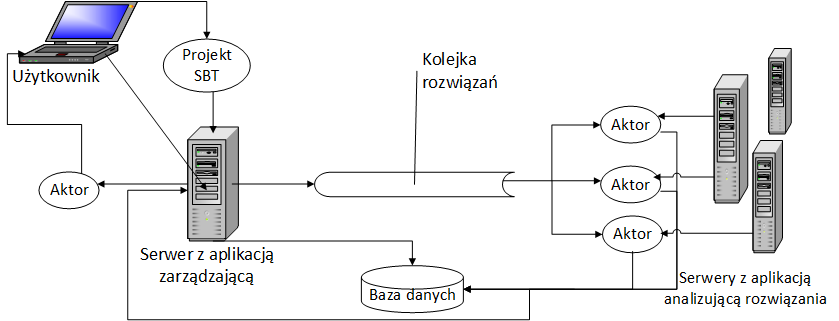 Użytkownik
Projekt
SBT
Kolejka
rozwiązań
Aktor
Aktor
Aktor
Aktor
Serwer z aplikacją
zarządzającą
Baza danych
Serwery z aplikacją
analizującą rozwiązania